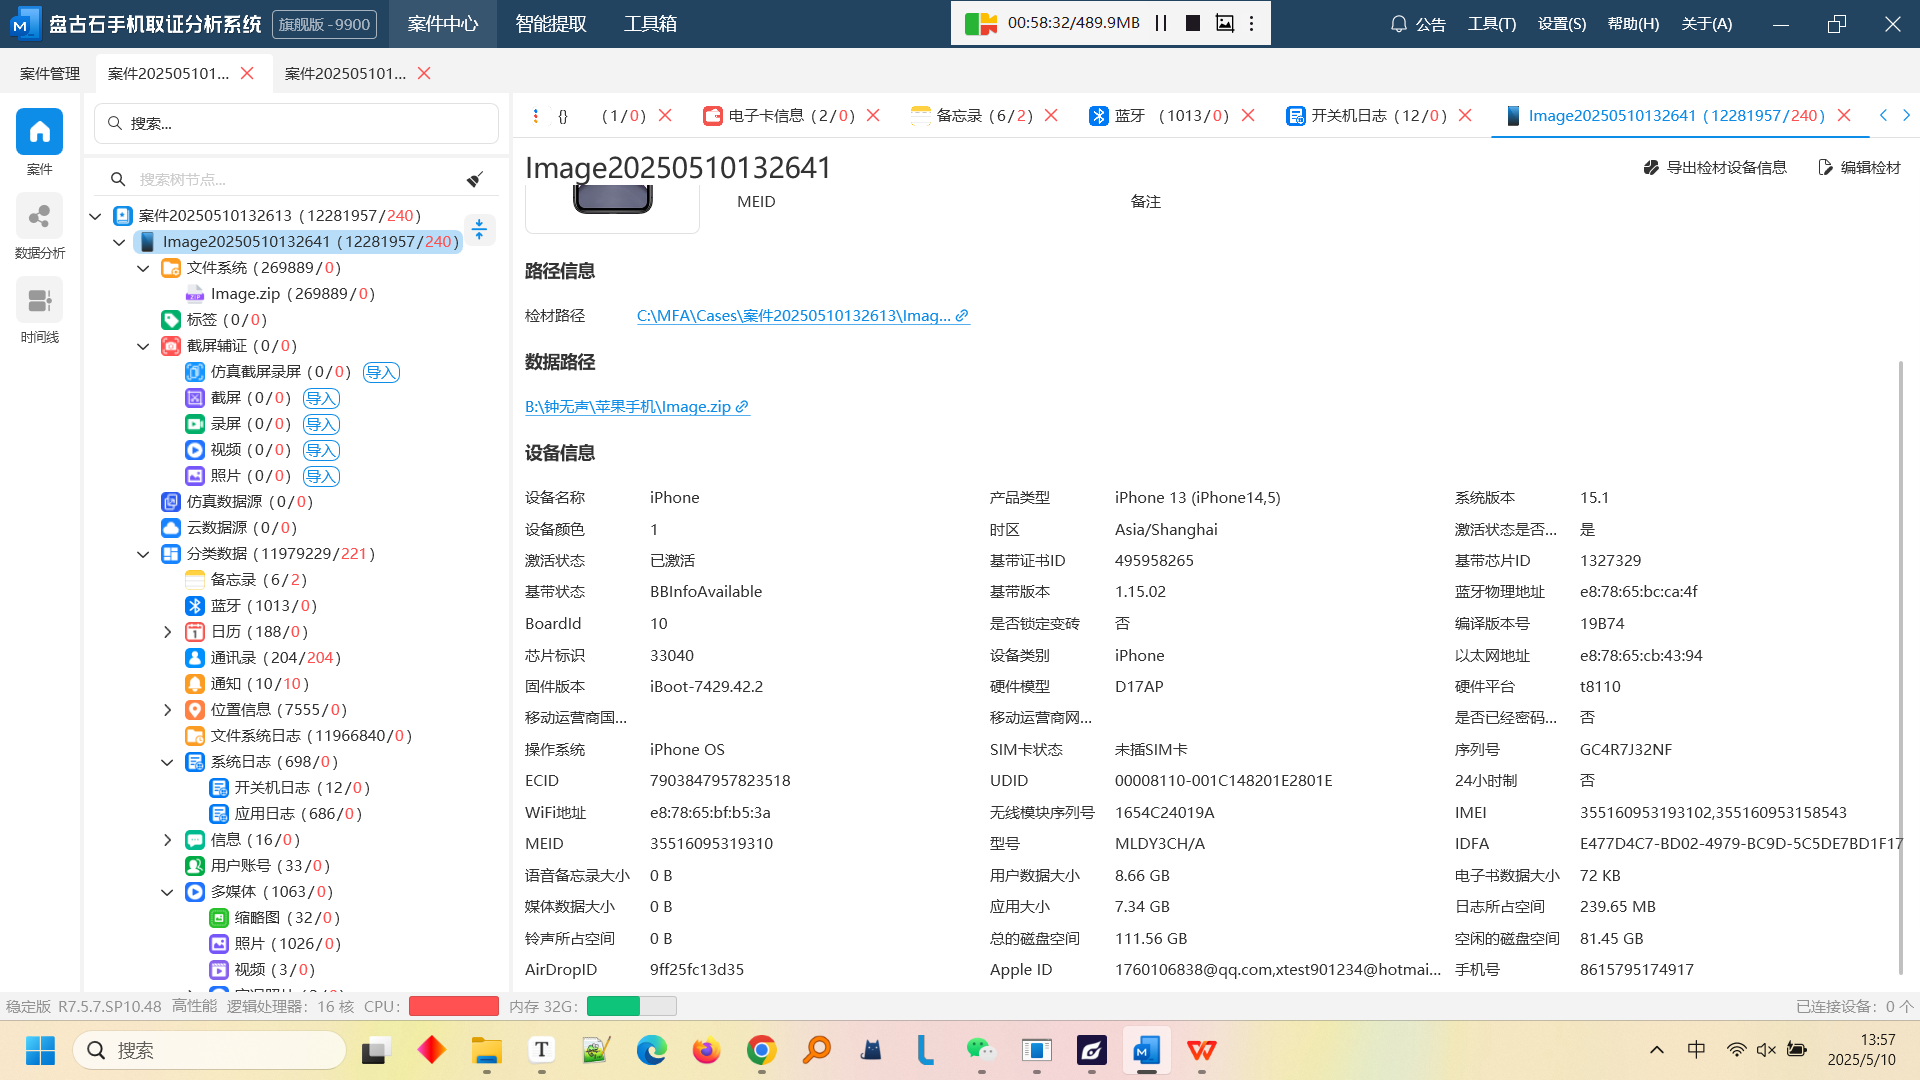 盘古石手机取证分析系统 旗舰版 -9900 案件中心 智能提取 工具箱 00:58:32/489.9MB 公告 工具(T) 设置(S) 帮助(H) 关于(A)
案件管理 案件202505101... 案件202505101...
搜索... {} (1/0) 电子卡信息 (2/0) 备忘录 (6/2) 蓝牙 (1013/0) 开关机日志 (12/0) Image20250510132641 (12281957/240)
案件
数据分析
时间线
搜索树节点...
案件20250510132613 (12281957/240)
Image20250510132641 (12281957/240)
文件系统 (269889/0)
Image.zip (269889/0)
标签 (0/0)
截屏辅证 (0/0)
仿真截屏录屏 (0/0) 导入
截屏 (0/0) 导入
录屏 (0/0) 导入
视频 (0/0) 导入
照片 (0/0) 导入
仿真数据源 (0/0)
云数据源 (0/0)
分类数据 (11979229/221)
备忘录 (6/2)
蓝牙 (1013/0)
日历 (188/0)
通讯录 (204/204)
通知 (10/10)
位置信息 (7555/0)
文件系统日志 (11966840/0)
系统日志 (698/0)
开关机日志 (12/0)
应用日志 (686/0)
信息 (16/0)
用户账号 (33/0)
多媒体 (1063/0)
缩略图 (32/0)
照片 (1026/0)
视频 (3/0)
Image20250510132641 导出检材设备信息 编辑检材
MEID 备注
路径信息
检材路径 C:\MFA\Cases\案件20250510132613\Imag...
数据路径
B:\钟无声\苹果手机\Image.zip
设备信息
设备名称 iPhone 产品类型 iPhone 13 (iPhone14,5) 系统版本 15.1
设备颜色 1 时区 Asia/Shanghai 激活状态是否... 是
激活状态 已激活 基带证书ID 495958265 基带芯片ID 1327329
基带状态 BBInfoAvailable 基带版本 1.15.02 蓝牙物理地址 e8:78:65:bc:ca:4f
BoardId 10 是否锁定变砖 否 编译版本号 19B74
芯片标识 33040 设备类别 iPhone 以太网地址 e8:78:65:cb:43:94
固件版本 iBoot-7429.42.2 硬件模型 D17AP 硬件平台 t8110
移动运营商国... 移动运营商网... 是否已经密码... 否
操作系统 iPhone OS SIM卡状态 未插SIM卡 序列号 GC4R7J32NF
ECID 7903847957823518 UDID 00008110-001C148201E2801E 24小时制 否
WiFi地址 e8:78:65:bf:b5:3a 无线模块序列号 1654C24019A IMEI 355160953193102,355160953158543
MEID 35516095319310 型号 MLDY3CH/A IDFA E477D4C7-BD02-4979-BC9D-5C5DE7BD1F17
语音备忘录大小 0 B 用户数据大小 8.66 GB 电子书数据大小 72 KB
媒体数据大小 0 B 应用大小 7.34 GB 日志所占空间 239.65 MB
铃声所占空间 0 B 总的磁盘空间 111.56 GB 空闲的磁盘空间 81.45 GB
AirDropID 9ff25fc13d35 Apple ID 1760106838@qq.com,xtest901234@hotmai... 手机号 8615795174917
稳定版 R7.5.7.SP10.48 高性能 逻辑处理器: 16 核 CPU: 内存 32G: 已连接设备: 0 个
搜索 中 13:57
2025/5/10